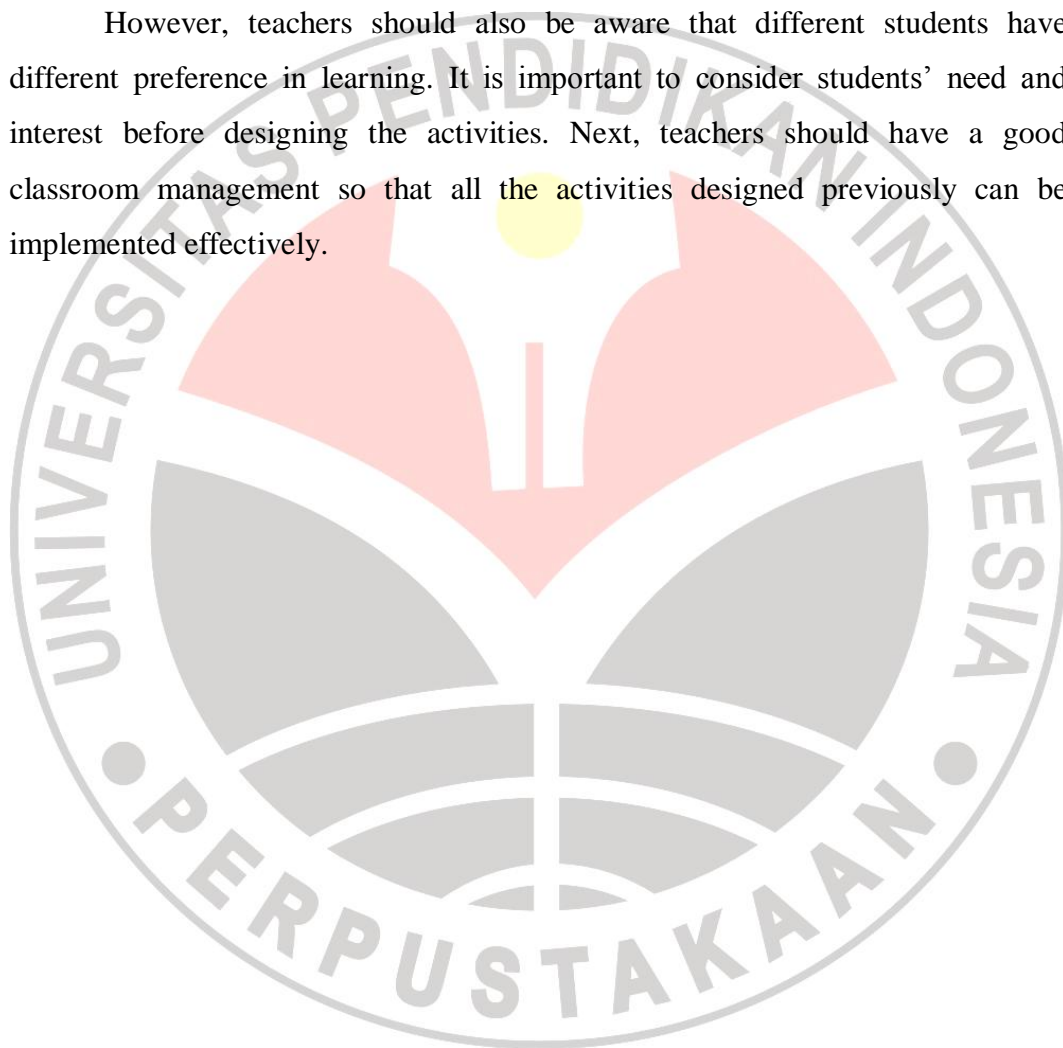 However, teachers should also be aware that different students have
different preference in learning. It is important to consider students’ need and
interest before designing the activities. Next, teachers should have a good
classroom management so that all the activities designed previously can be
implemented effectively.
UNIVERSITAS PENDIDIKAN INDONESIA
PERPUSTAKAAN